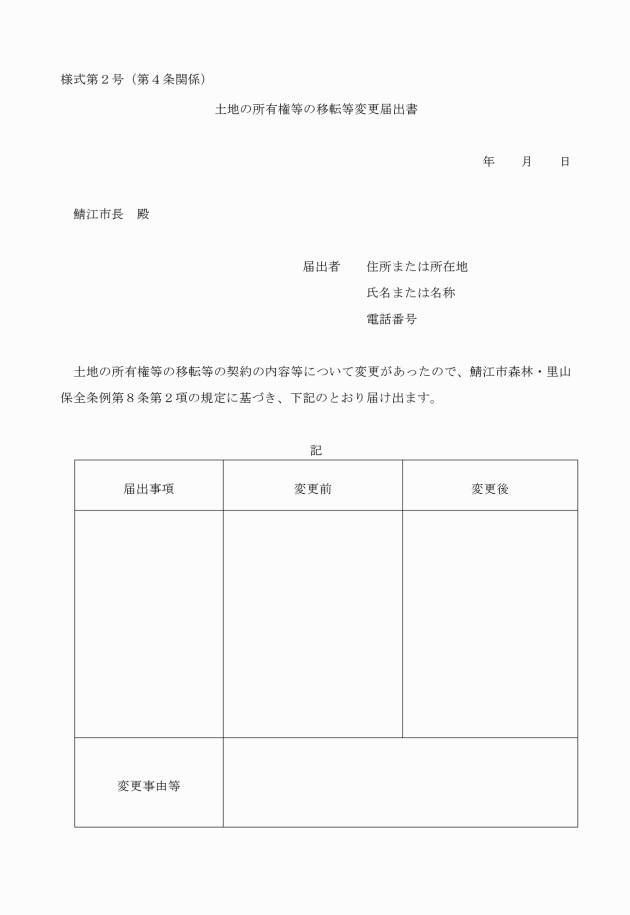 様式第２号（第４条関係）
土地の所有権等の移転等変更届出書
年　　月　　日
鯖江市長　殿
届出者　　住所または所在地
氏名または名称
電話番号
土地の所有権等の移転等の契約の内容等について変更があったので、鯖江市森林・里山
保全条例第８条第２項の規定に基づき、下記のとおり届け出ます。
記
届出事項　変更前　変更後
変更事由等